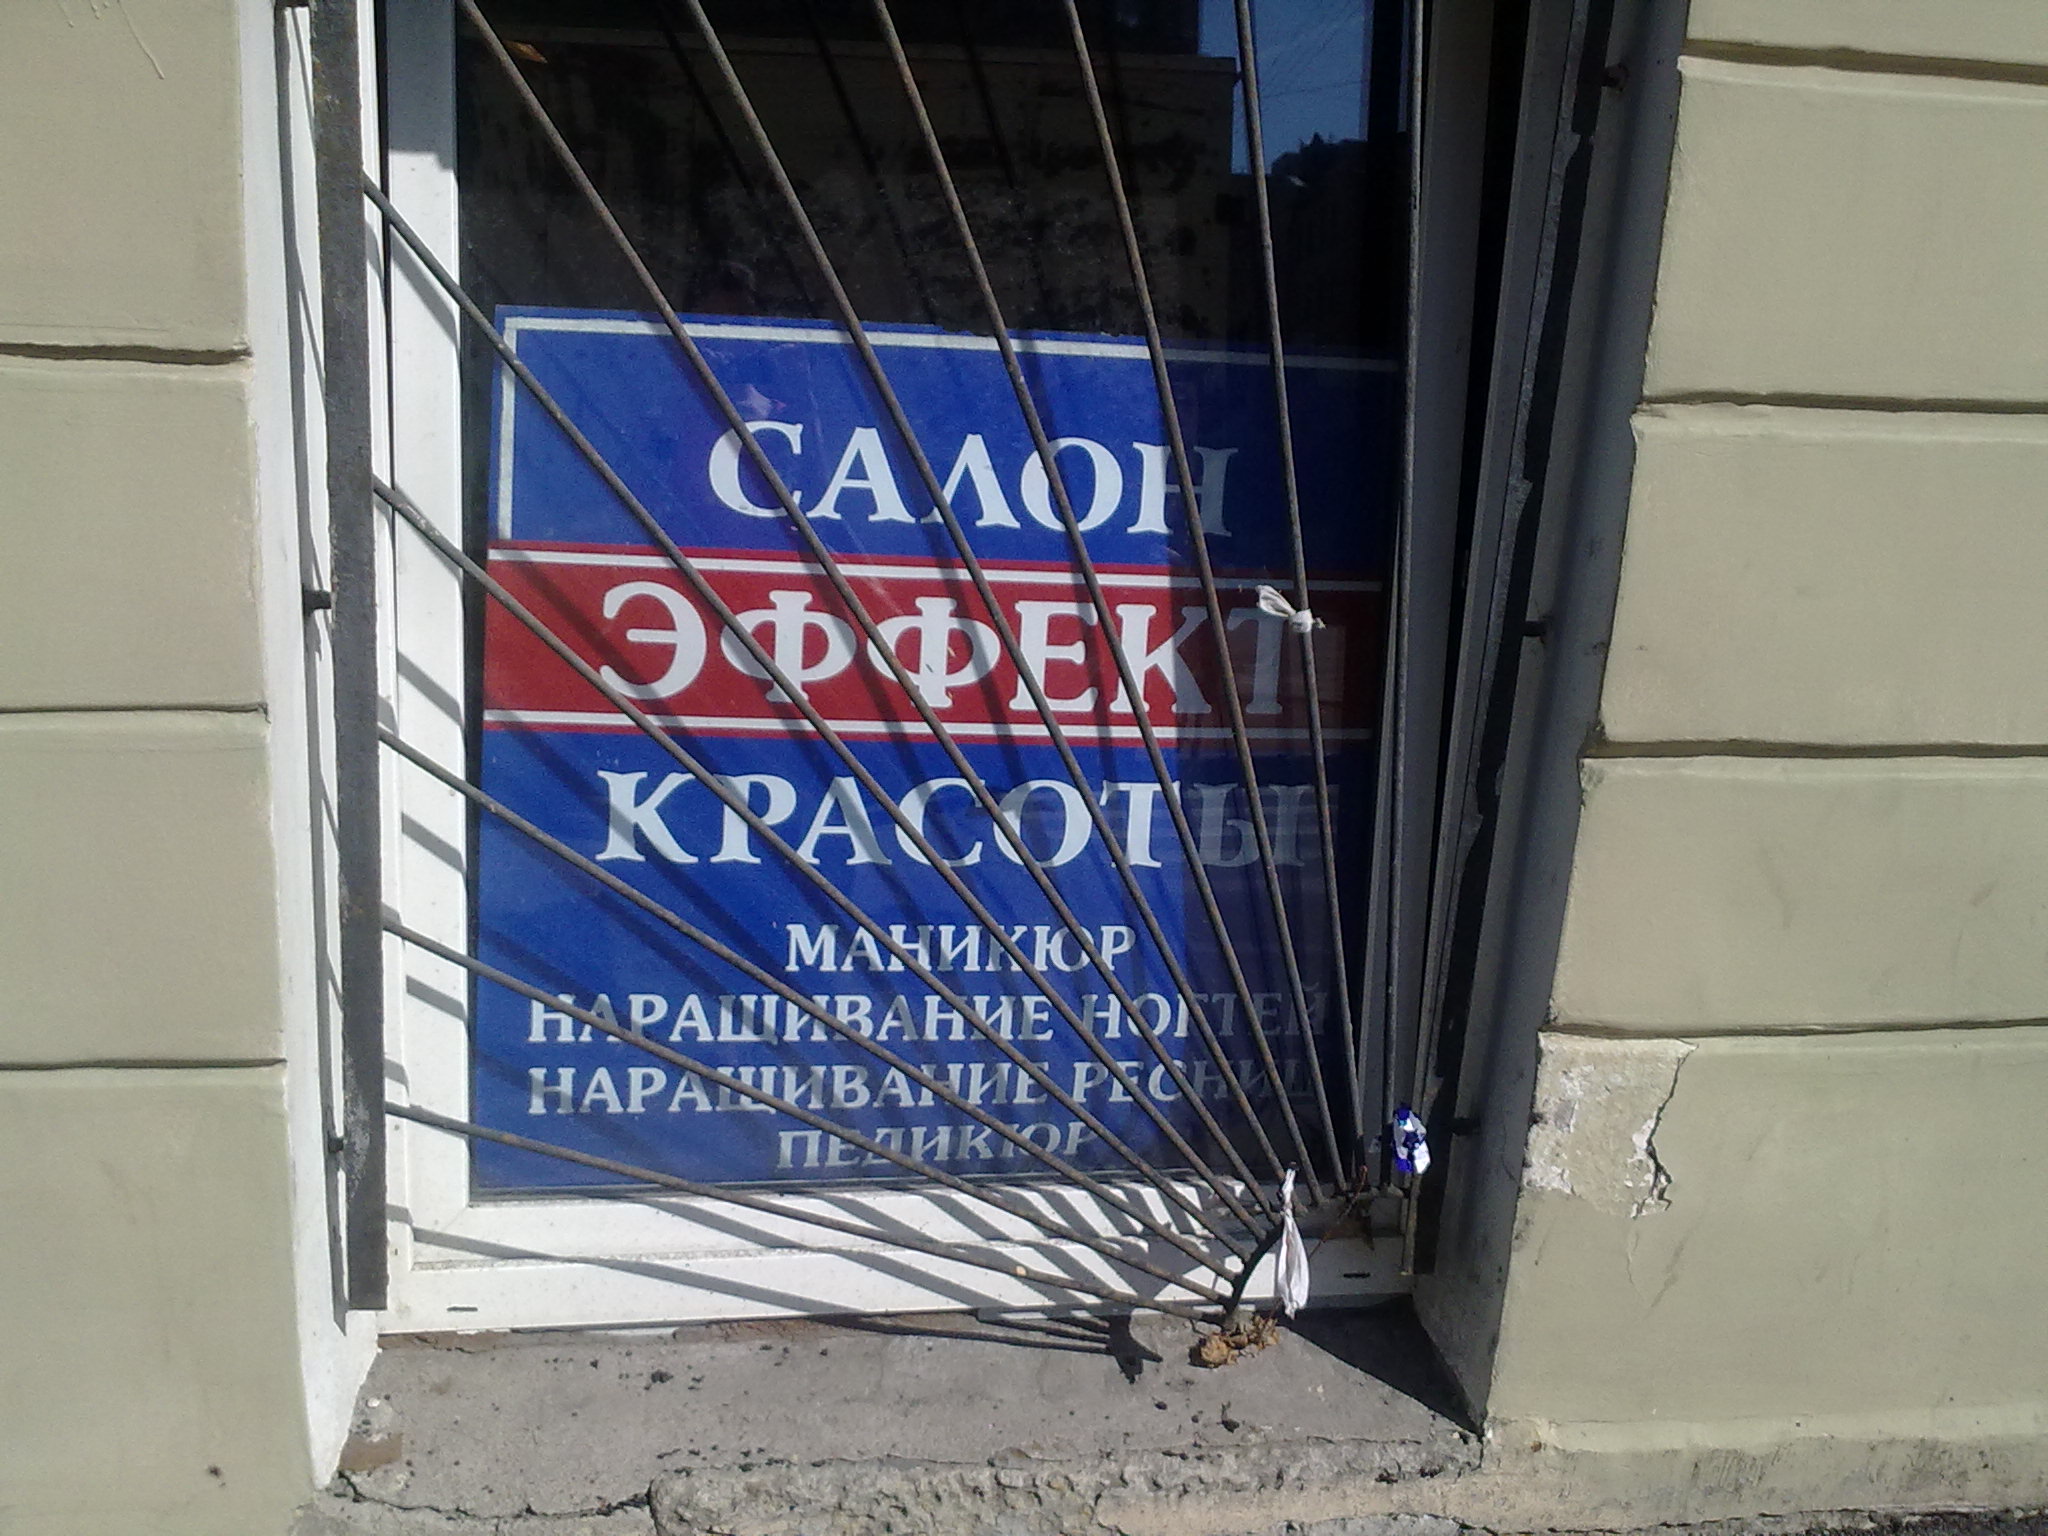 САЛОН
ЭФФЕКТ
КРАСОТЫ
МАНИКЮР
НАРАЩИВАНИЕ НОГТЕЙ
НАРАЩИВАНИЕ РЕСНИЦ
ПЕДИКЮР